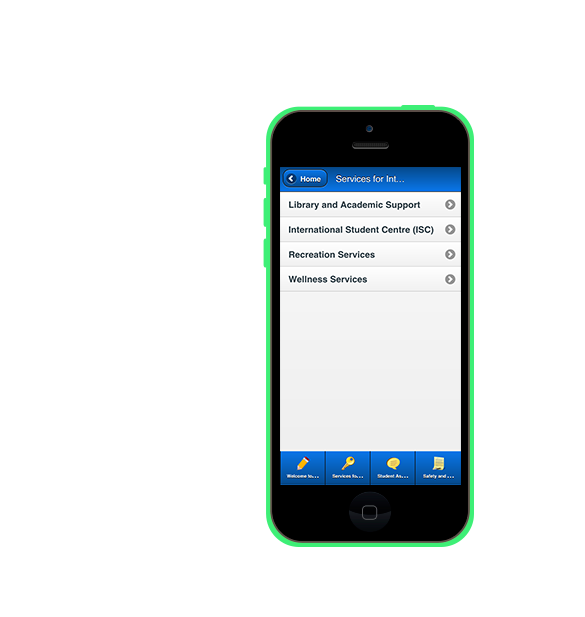 Home
Services for Int...
Library and Academic Support
International Student Centre (ISC)
Recreation Services
Wellness Services
Welcome to...
Services fo...
Student As...
Safety and ...